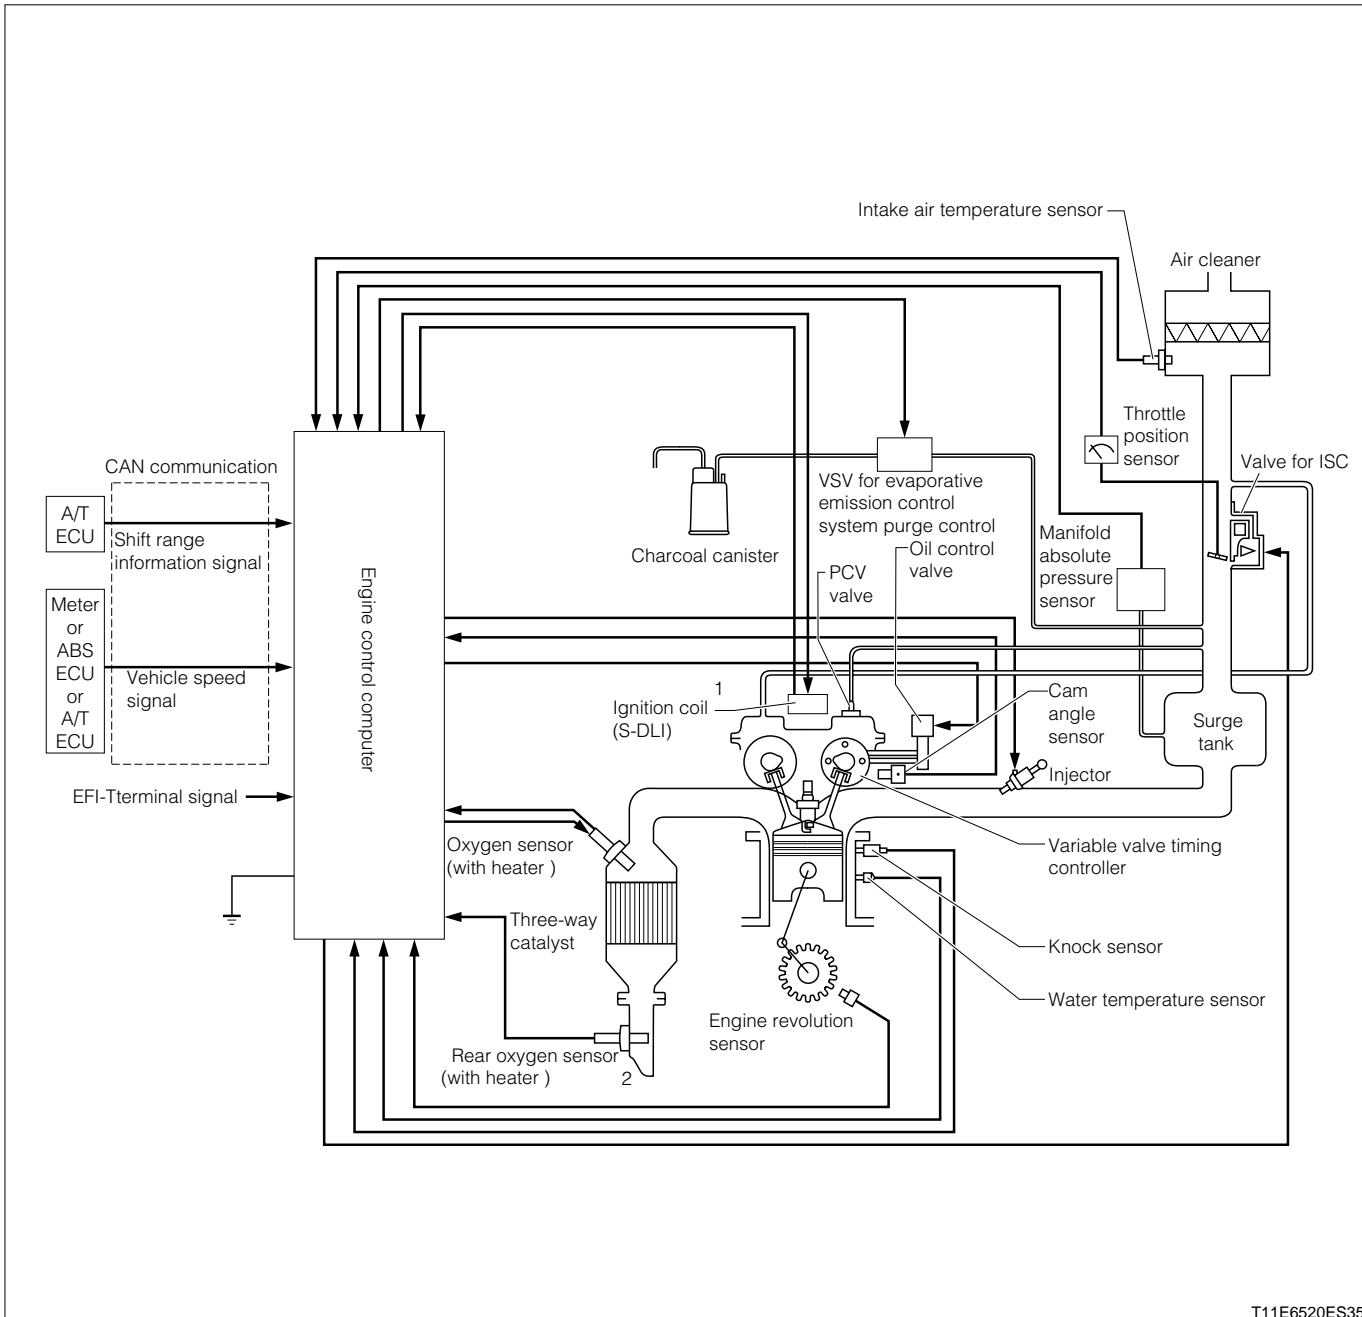 Intake air temperature sensor
Air cleaner
Throttle
position
sensor
Valve for ISC
CAN communication
A/T
ECU
Shift range
information signal
Meter
or
ABS
ECU
or
A/T
ECU
Vehicle speed
signal
EFI-Tterminal signal
Engine control computer
Charcoal canister
VSV for evaporative
emission control
system purge control
Manifold
absolute
pressure
sensor
Oil control
valve
PCV
valve
1
Ignition coil
(S-DLI)
Cam
angle
sensor
Surge
tank
Injector
Oxygen sensor
(with heater )
Variable valve timing
controller
Three-way
catalyst
Knock sensor
Water temperature sensor
Engine revolution
sensor
Rear oxygen sensor
(with heater )
2
T11E6520ES35